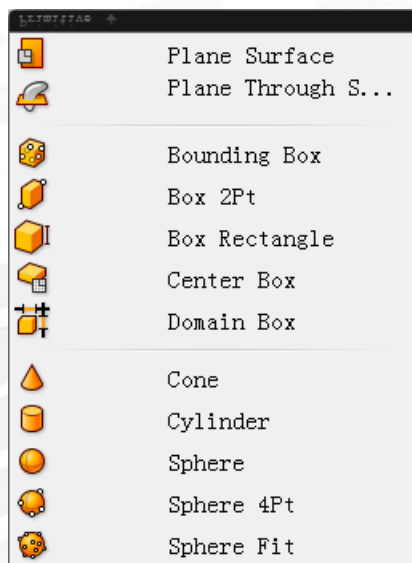 Primitive
Plane Surface
Plane Through S...
Bounding Box
Box 2Pt
Box Rectangle
Center Box
Domain Box
Cone
Cylinder
Sphere
Sphere 4Pt
Sphere Fit